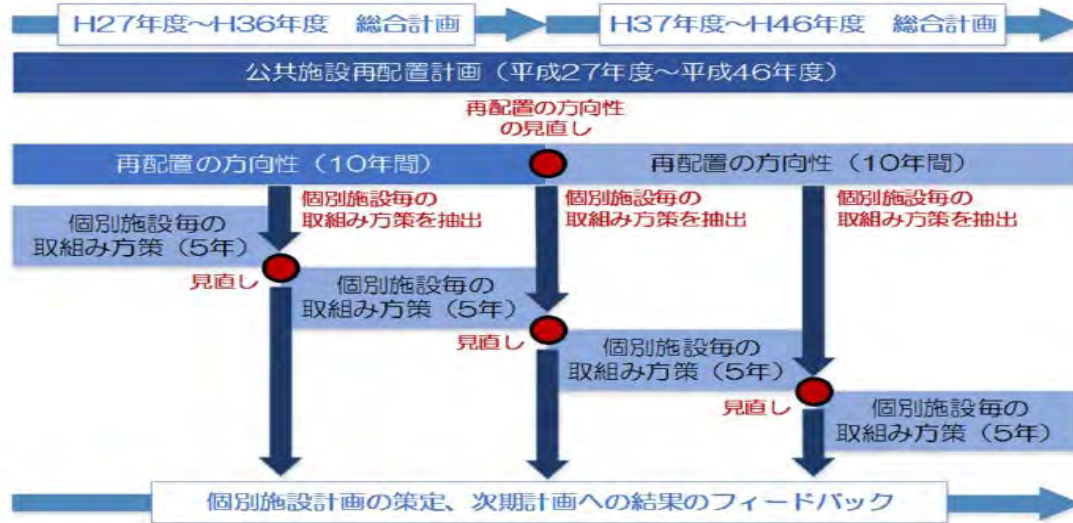 H27年度～H36年度　総合計画
H37年度～H46年度　総合計画
公共施設再配置計画（平成27年度～平成46年度）
再配置の方向性
の見直し
再配置の方向性（10年間）
再配置の方向性（10年間）
個別施設毎の
取組み方策を抽出
個別施設毎の
取組み方策を抽出
個別施設毎の
取組み方策を抽出
個別施設毎の
取組み方策（5年）
見直し
個別施設毎の
取組み方策（5年）
見直し
個別施設毎の
取組み方策（5年）
見直し
個別施設毎の
取組み方策（5年）
個別施設計画の策定、次期計画への結果のフィードバック